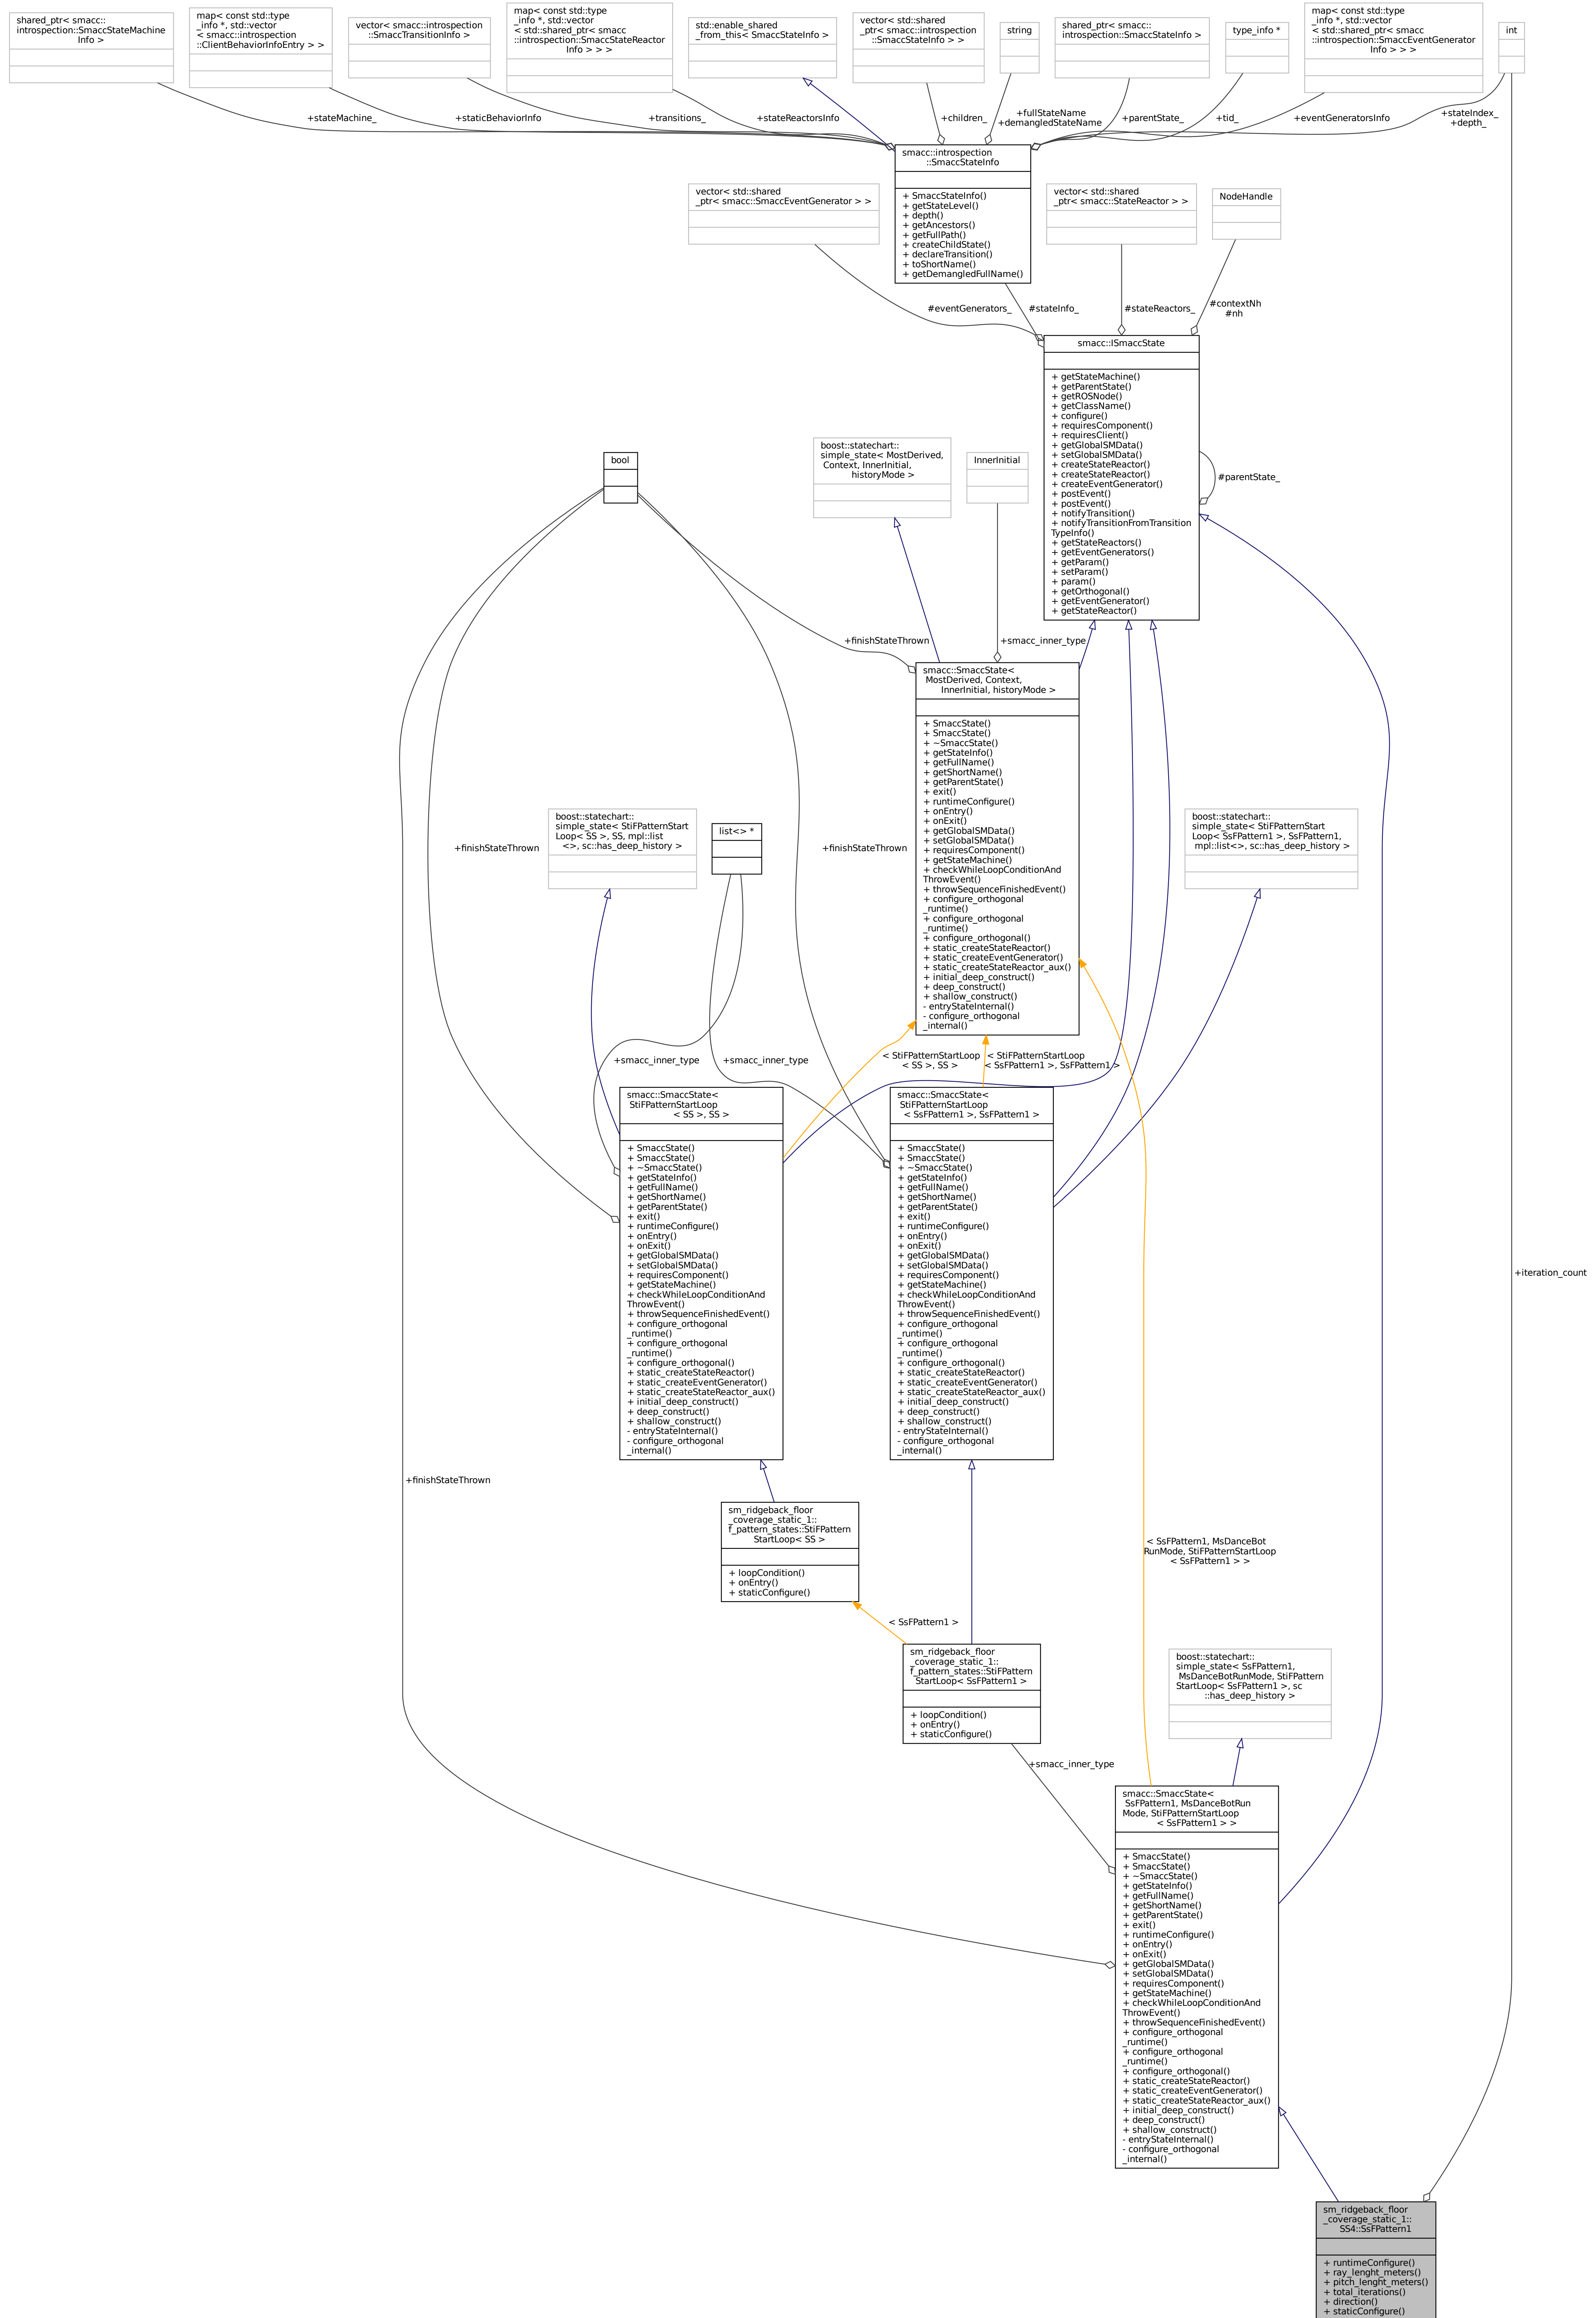 shared_ptr< smacc::
introspection::SmaccStateMachine
Info >
map< const std::type
_info *, std::vector
< smacc::introspection
::ClientBehaviorInfoEntry > >
vector< smacc::introspection
::SmaccTransitionInfo >
map< const std::type
_info *, std::vector
< std::shared_ptr< smacc
::introspection::SmaccStateReactor
Info > > >
std::enable_shared
_from_this< SmaccStateInfo >
vector< std::shared
_ptr< smacc::introspection
::SmaccStateInfo > >
string
shared_ptr< smacc::
introspection::SmaccStateInfo >
type_info *
map< const std::type
_info *, std::vector
< std::shared_ptr< smacc
::introspection::SmaccEventGenerator
Info > > >
int
+stateMachine_
+staticBehaviorInfo
+transitions_
+stateReactorsInfo
+children_
+fullStateName
+demangledStateName
+parentState_
+tid_
+eventGeneratorsInfo
+stateIndex_
+depth_
smacc::introspection
::SmaccStateInfo
+ SmaccStateInfo()
+ getStateLevel()
+ depth()
+ getAncestors()
+ getFullPath()
+ createChildState()
+ declareTransition()
+ toShortName()
+ getDemangledFullName()
vector< std::shared
_ptr< smacc::SmaccEventGenerator > >
vector< std::shared
_ptr< smacc::StateReactor > >
NodeHandle
#eventGenerators_
#stateInfo_
#stateReactors_
#contextNh
#nh
smacc::ISmaccState
+ getStateMachine()
+ getParentState()
+ getROSNode()
+ getClassName()
+ configure()
+ requiresComponent()
+ requiresClient()
+ getGlobalSMData()
+ setGlobalSMData()
+ createStateReactor()
+ createStateReactor()
+ createEventGenerator()
+ postEvent()
+ postEvent()
+ notifyTransition()
+ notifyTransitionFromTransition
TypeInfo()
+ getStateReactors()
+ getEventGenerators()
+ getParam()
+ setParam()
+ param()
+ getOrthogonal()
+ getEventGenerator()
+ getStateReactor()
#parentState_
bool
boost::statechart::
simple_state< MostDerived,
Context, InnerInitial,
historyMode >
InnerInitial
+finishStateThrown
+smacc_inner_type
smacc::SmaccState<
MostDerived, Context,
InnerInitial, historyMode >
+ SmaccState()
+ SmaccState()
+ ~SmaccState()
+ getStateInfo()
+ getFullName()
+ getShortName()
+ getParentState()
+ exit()
+ runtimeConfigure()
+ onEntry()
+ onExit()
+ getGlobalSMData()
+ setGlobalSMData()
+ requiresComponent()
+ getStateMachine()
+ checkWhileLoopConditionAnd
ThrowEvent()
+ throwSequenceFinishedEvent()
+ configure_orthogonal
_runtime()
+ configure_orthogonal
_runtime()
+ configure_orthogonal()
+ static_createStateReactor()
+ static_createEventGenerator()
+ static_createStateReactor_aux()
+ initial_deep_construct()
+ deep_construct()
+ shallow_construct()
- entryStateInternal()
- configure_orthogonal
_internal()
boost::statechart::
simple_state< StiFPatternStart
Loop< SS >, SS, mpl::list
<>, sc::has_deep_history >
list<> *
boost::statechart::
simple_state< StiFPatternStart
Loop< SsFPattern1 >, SsFPattern1,
mpl::list<>, sc::has_deep_history >
+finishStateThrown
+finishStateThrown
+smacc_inner_type
+smacc_inner_type
< StiFPatternStartLoop
< SS >, SS >
< StiFPatternStartLoop
< SsFPattern1 >, SsFPattern1 >
smacc::SmaccState<
StiFPatternStartLoop
< SS >, SS >
+ SmaccState()
+ SmaccState()
+ ~SmaccState()
+ getStateInfo()
+ getFullName()
+ getShortName()
+ getParentState()
+ exit()
+ runtimeConfigure()
+ onEntry()
+ onExit()
+ getGlobalSMData()
+ setGlobalSMData()
+ requiresComponent()
+ getStateMachine()
+ checkWhileLoopConditionAnd
ThrowEvent()
+ throwSequenceFinishedEvent()
+ configure_orthogonal
_runtime()
+ configure_orthogonal
_runtime()
+ configure_orthogonal()
+ static_createStateReactor()
+ static_createEventGenerator()
+ static_createStateReactor_aux()
+ initial_deep_construct()
+ deep_construct()
+ shallow_construct()
- entryStateInternal()
- configure_orthogonal
_internal()
smacc::SmaccState<
StiFPatternStartLoop
< SsFPattern1 >, SsFPattern1 >
+ SmaccState()
+ SmaccState()
+ ~SmaccState()
+ getStateInfo()
+ getFullName()
+ getShortName()
+ getParentState()
+ exit()
+ runtimeConfigure()
+ onEntry()
+ onExit()
+ getGlobalSMData()
+ setGlobalSMData()
+ requiresComponent()
+ getStateMachine()
+ checkWhileLoopConditionAnd
ThrowEvent()
+ throwSequenceFinishedEvent()
+ configure_orthogonal
_runtime()
+ configure_orthogonal
_runtime()
+ configure_orthogonal()
+ static_createStateReactor()
+ static_createEventGenerator()
+ static_createStateReactor_aux()
+ initial_deep_construct()
+ deep_construct()
+ shallow_construct()
- entryStateInternal()
- configure_orthogonal
_internal()
+iteration_count
+finishStateThrown
sm_ridgeback_floor
_coverage_static_1::
f_pattern_states::StiFPattern
StartLoop< SS >
+ loopCondition()
+ onEntry()
+ staticConfigure()
< SsFPattern1, MsDanceBot
RunMode, StiFPatternStartLoop
< SsFPattern1 > >
< SsFPattern1 >
sm_ridgeback_floor
_coverage_static_1::
f_pattern_states::StiFPattern
StartLoop< SsFPattern1 >
+ loopCondition()
+ onEntry()
+ staticConfigure()
boost::statechart::
simple_state< SsFPattern1,
MsDanceBotRunMode, StiFPattern
StartLoop< SsFPattern1 >, sc
::has_deep_history >
+smacc_inner_type
smacc::SmaccState<
SsFPattern1, MsDanceBotRun
Mode, StiFPatternStartLoop
< SsFPattern1 > >
+ SmaccState()
+ SmaccState()
+ ~SmaccState()
+ getStateInfo()
+ getFullName()
+ getShortName()
+ getParentState()
+ exit()
+ runtimeConfigure()
+ onEntry()
+ onExit()
+ getGlobalSMData()
+ setGlobalSMData()
+ requiresComponent()
+ getStateMachine()
+ checkWhileLoopConditionAnd
ThrowEvent()
+ throwSequenceFinishedEvent()
+ configure_orthogonal
_runtime()
+ configure_orthogonal
_runtime()
+ configure_orthogonal()
+ static_createStateReactor()
+ static_createEventGenerator()
+ static_createStateReactor_aux()
+ initial_deep_construct()
+ deep_construct()
+ shallow_construct()
- entryStateInternal()
- configure_orthogonal
_internal()
sm_ridgeback_floor
_coverage_static_1::
SS4::SsFPattern1
+ runtimeConfigure()
+ ray_lenght_meters()
+ pitch_lenght_meters()
+ total_iterations()
+ direction()
+ staticConfigure()